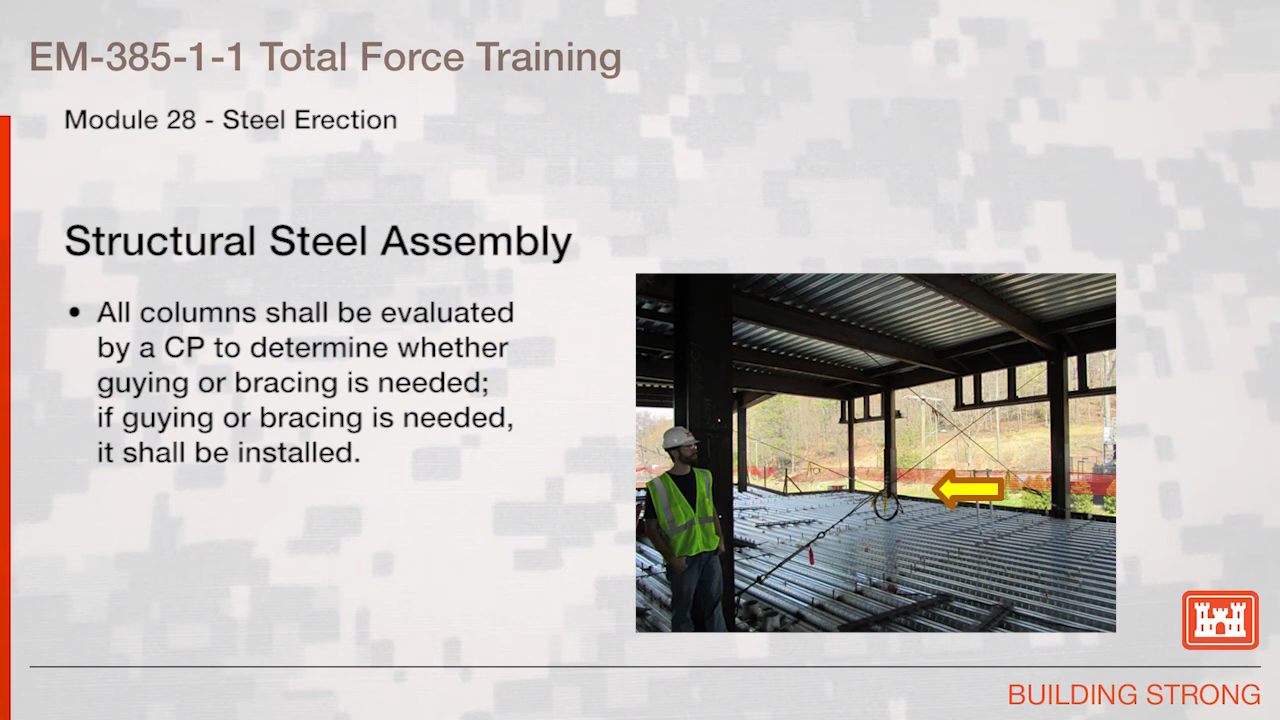 EM-385-1-1 Total Force Training
Module 28 - Steel Erection
Structural Steel Assembly
• All columns shall be evaluated
by a CP to determine whether
guying or bracing is needed;
if guying or bracing is needed,
it shall be installed.
BUILDING STRONG